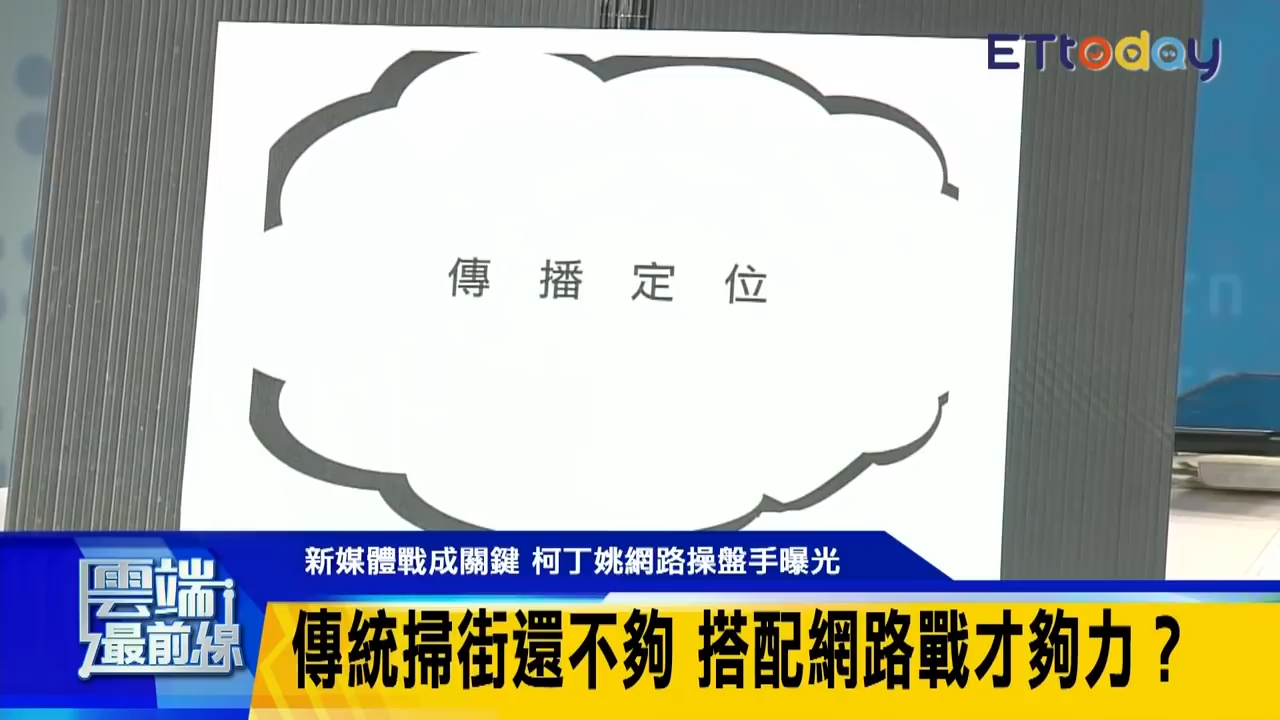 ETtoday
傳播定位
新媒體戰成關鍵 柯丁姚網路操盤手曝光
雲端
最前線
傳統掃街還不夠 搭配網路戰才夠力？